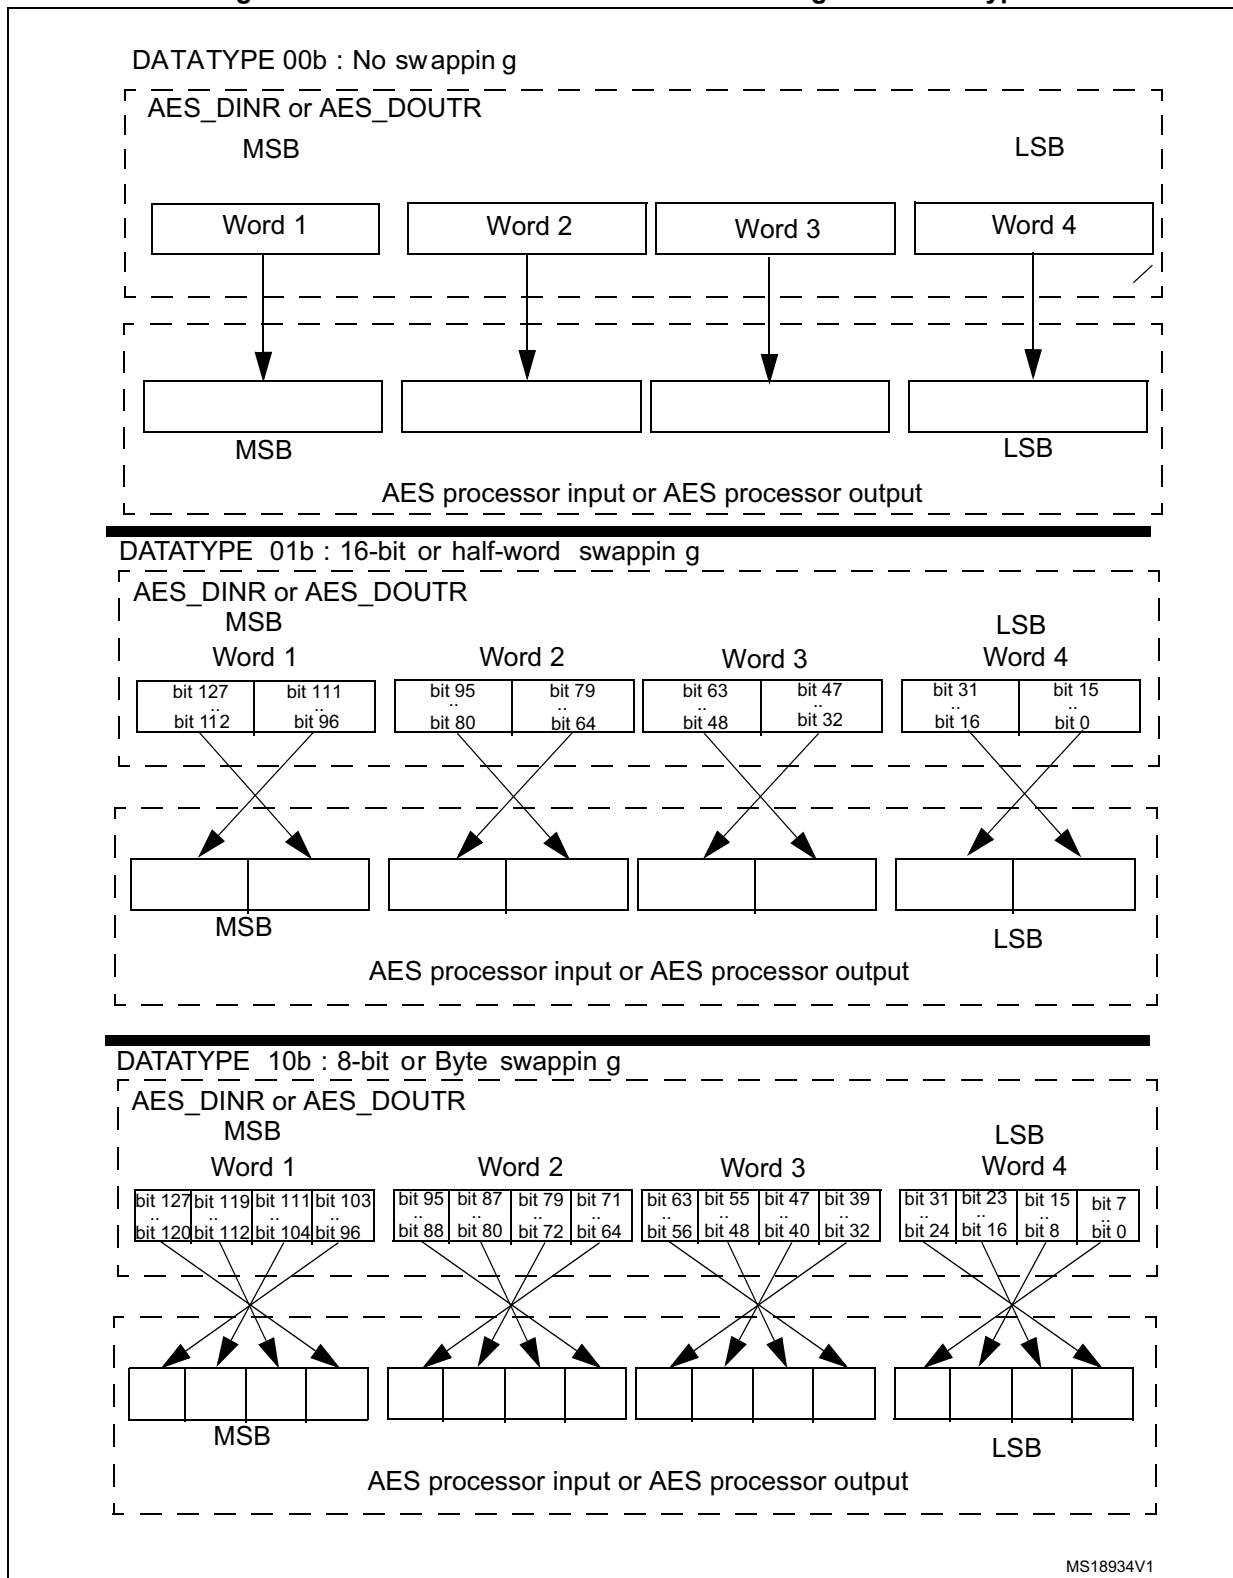 DATATYPE 00b : No swapping
AES_DINR or AES_DOUTR
MSB LSB
Word 1 Word 2 Word 3 Word 4
MSB LSB
AES processor input or AES processor output
DATATYPE 01b : 16-bit or half-word swapping
AES_DINR or AES_DOUTR
MSB LSB
Word 1 Word 2 Word 3 Word 4
bit 127 bit 111 bit 95 bit 79 bit 63 bit 47 bit 31 bit 15
.. .. .. .. .. .. .. ..
bit 112 bit 96 bit 80 bit 64 bit 48 bit 32 bit 16 bit 0
MSB LSB
AES processor input or AES processor output
DATATYPE 10b : 8-bit or Byte swapping
AES_DINR or AES_DOUTR
MSB LSB
Word 1 Word 2 Word 3 Word 4
bit 127 bit 119 bit 111 bit 103 bit 95 bit 87 bit 79 bit 71 bit 63 bit 55 bit 47 bit 39 bit 31 bit 23 bit 15 bit 7
.. .. .. .. .. .. .. .. .. .. .. .. .. .. .. ..
bit 120 bit 112 bit 104 bit 96 bit 88 bit 80 bit 72 bit 64 bit 56 bit 48 bit 40 bit 32 bit 24 bit 16 bit 8 bit 0
MSB LSB
AES processor input or AES processor output
MS18934V1